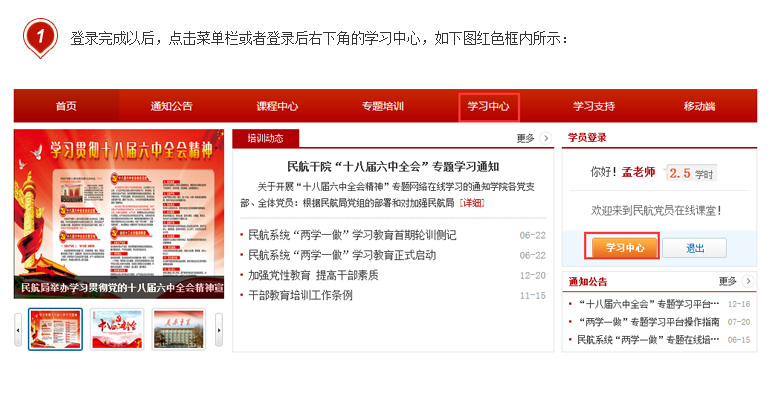 1
登录完成以后，点击菜单栏或者登录后右下角的学习中心，如下图红色框内所示：
首页 通知公告 课程中心 专题培训 学习中心 学习支持 移动端
学习贯彻十八届六中全会精神
民航局举办学习贯彻党的十八届六中全会精神宣
培训动态 更多
民航干院“十八届六中全会”专题学习通知
关于开展“十八届六中全会精神”专题网络在线学习的通知学院各党支
部、全体党员：根据民航局党组的部署和对加强民航局 [详细]
民航系统“两学一做”学习教育首期轮训侧记 06-22
民航系统“两学一做”学习教育正式启动 06-22
加强党性教育 提高干部素质 12-20
干部教育培训工作条例 11-15
学员登录
你好！孟老师 2.5 学时
欢迎来到民航党员在线课堂！
学习中心 退出
通知公告 更多
“十八届六中全会”专题学习平台… 12-16
“两学一做”专题学习平台操作指南 07-20
民航系统“两学一做”专题在线培… 06-15